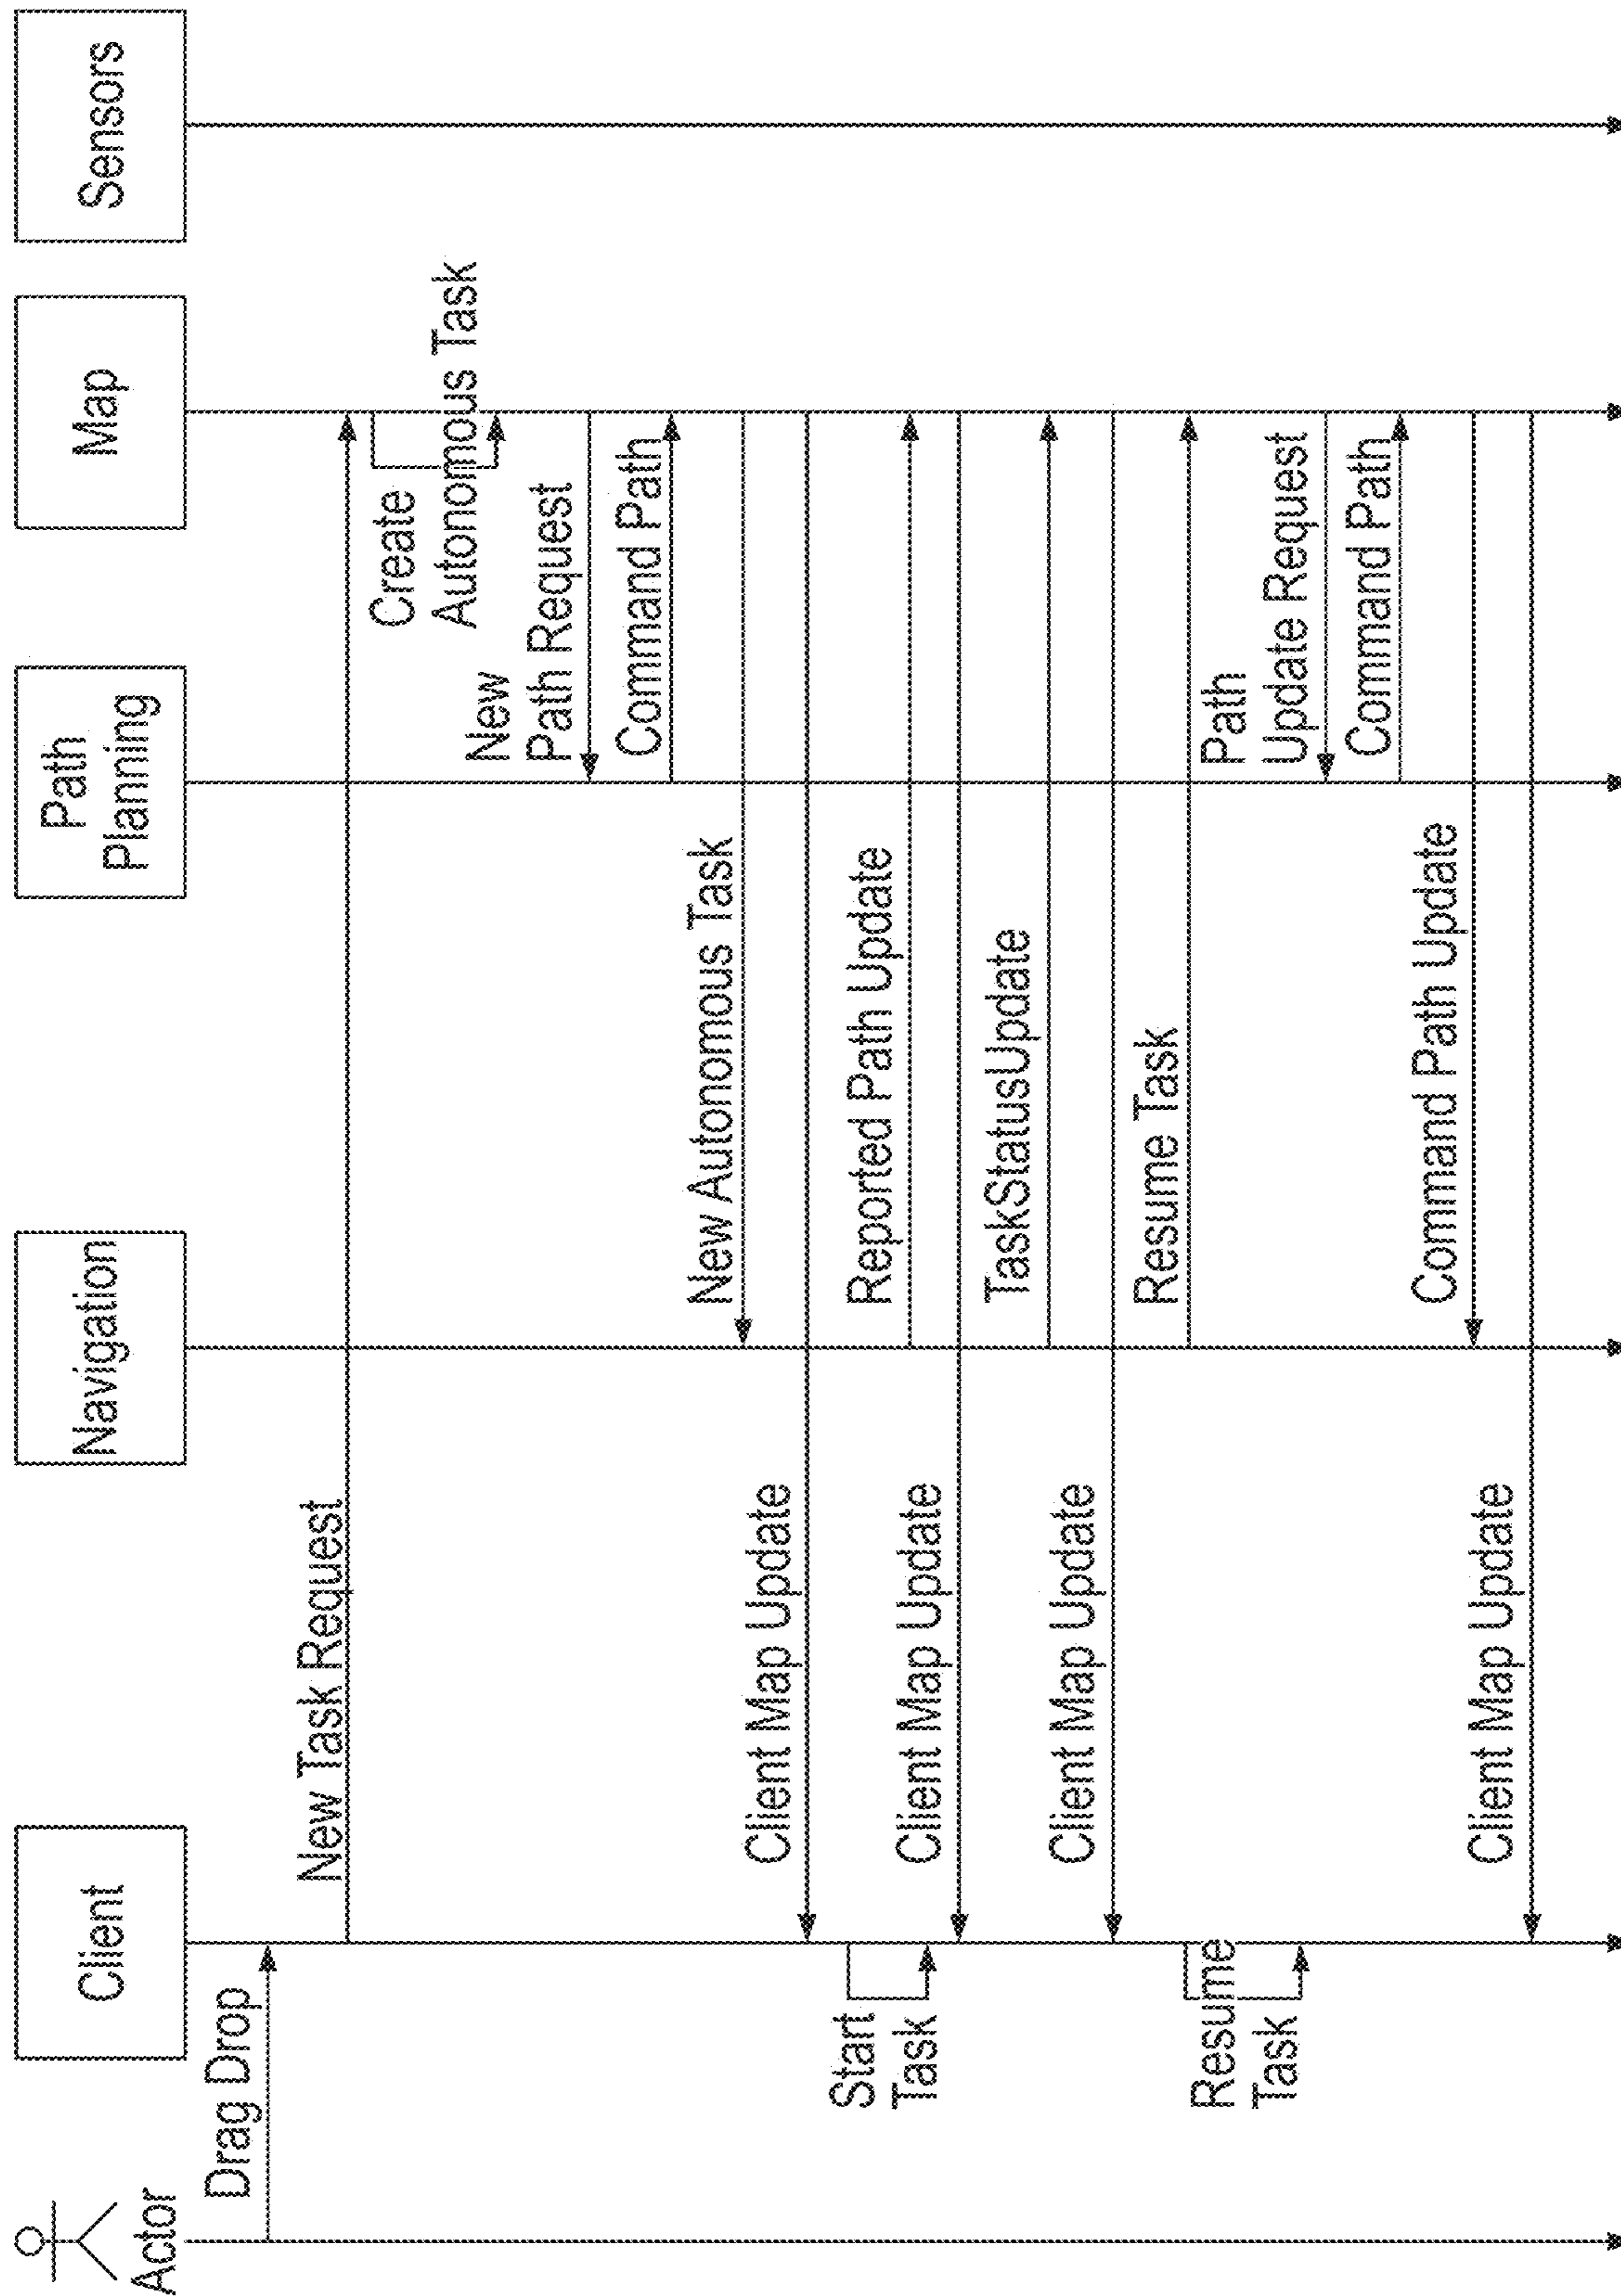 Actor
Client
Navigation
Path
Planning
Map
Sensors
Drag Drop
New Task Request
Create
Autonomous Task
New
Path Request
Command Path
New Autonomous Task
Client Map Update
Start
Task
Reported Path Update
Client Map Update
TaskStatusUpdate
Client Map Update
Resume Task
Resume
Task
Path
Update Request
Command Path
Command Path Update
Client Map Update